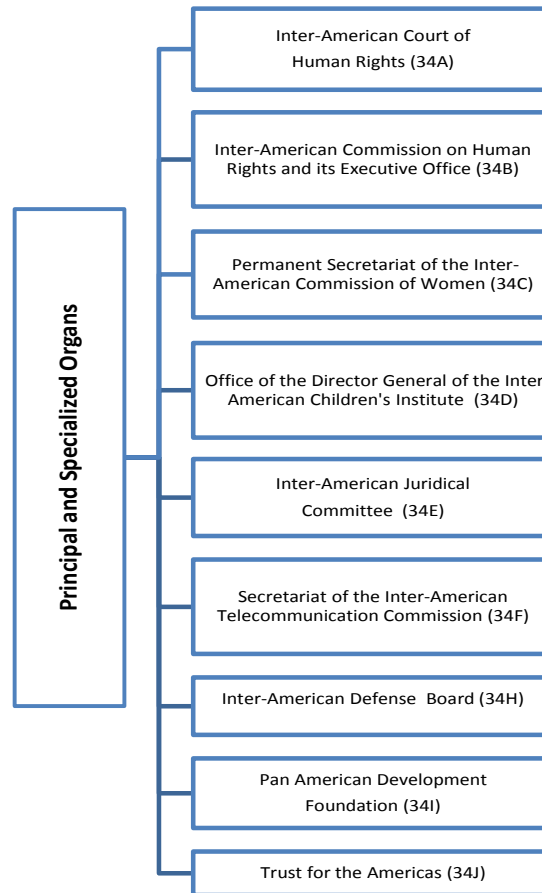 Principal and Specialized Organs
Inter-American Court of
Human Rights (34A)
Inter-American Commission on Human
Rights and its Executive Office (34B)
Permanent Secretariat of the Inter-
American Commission of Women (34C)
Office of the Director General of the Inter
American Children's Institute (34D)
Inter-American Juridical
Committee (34E)
Secretariat of the Inter-American
Telecommunication Commission (34F)
Inter-American Defense Board (34H)
Pan American Development
Foundation (34I)
Trust for the Americas (34J)